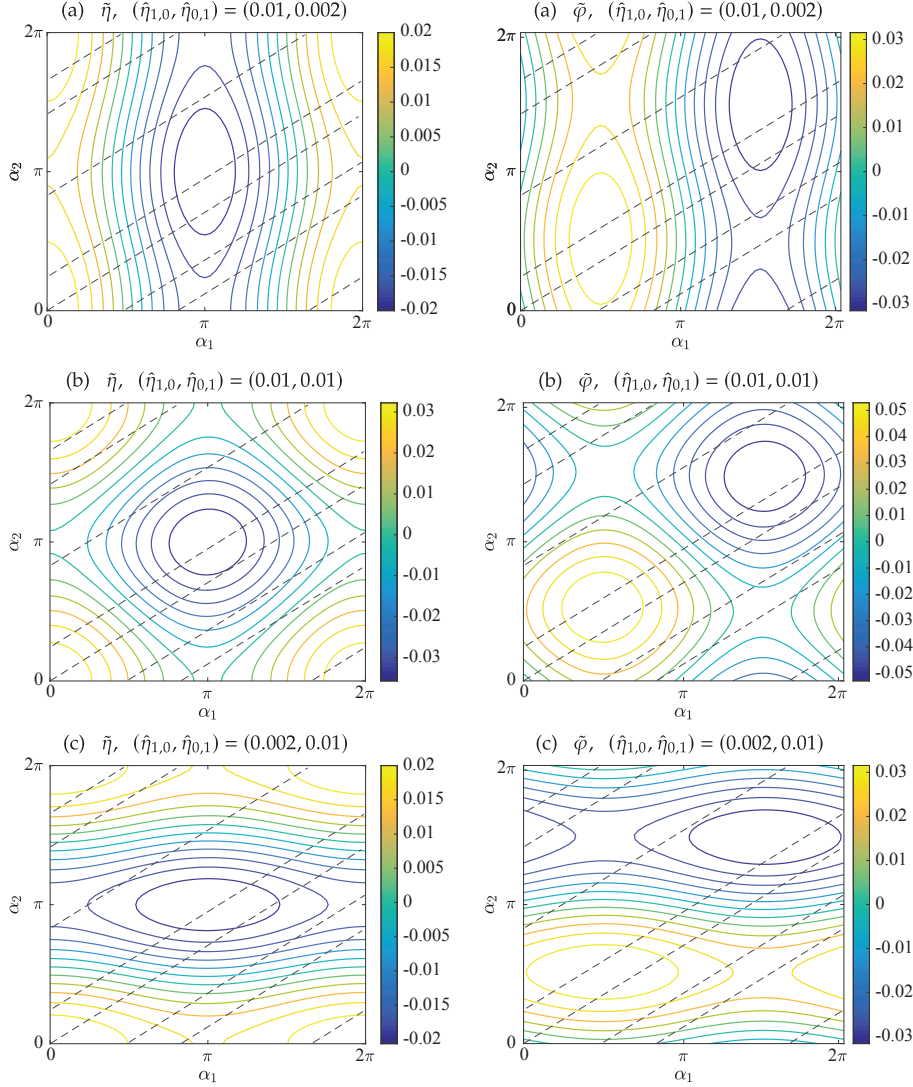 (a) η̃, (η̂₁,₀, η̂₀,₁) = (0.01, 0.002)
0.02
0.015
0.01
0.005
0
-0.005
-0.01
-0.015
-0.02
2π
π
0
α₂
0 π 2π
α₁
(a) φ̃, (η̂₁,₀, η̂₀,₁) = (0.01, 0.002)
0.03
0.02
0.01
0
-0.01
-0.02
-0.03
2π
π
0
α₂
0 π 2π
α₁
(b) η̃, (η̂₁,₀, η̂₀,₁) = (0.01, 0.01)
0.03
0.02
0.01
0
-0.01
-0.02
-0.03
2π
π
0
α₂
0 π 2π
α₁
(b) φ̃, (η̂₁,₀, η̂₀,₁) = (0.01, 0.01)
0.05
0.04
0.03
0.02
0.01
0
-0.01
-0.02
-0.03
-0.04
-0.05
2π
π
0
α₂
0 π 2π
α₁
(c) η̃, (η̂₁,₀, η̂₀,₁) = (0.002, 0.01)
0.02
0.015
0.01
0.005
0
-0.005
-0.01
-0.015
-0.02
2π
π
0
α₂
0 π 2π
α₁
(c) φ̃, (η̂₁,₀, η̂₀,₁) = (0.002, 0.01)
0.03
0.02
0.01
0
-0.01
-0.02
-0.03
2π
π
0
α₂
0 π 2π
α₁